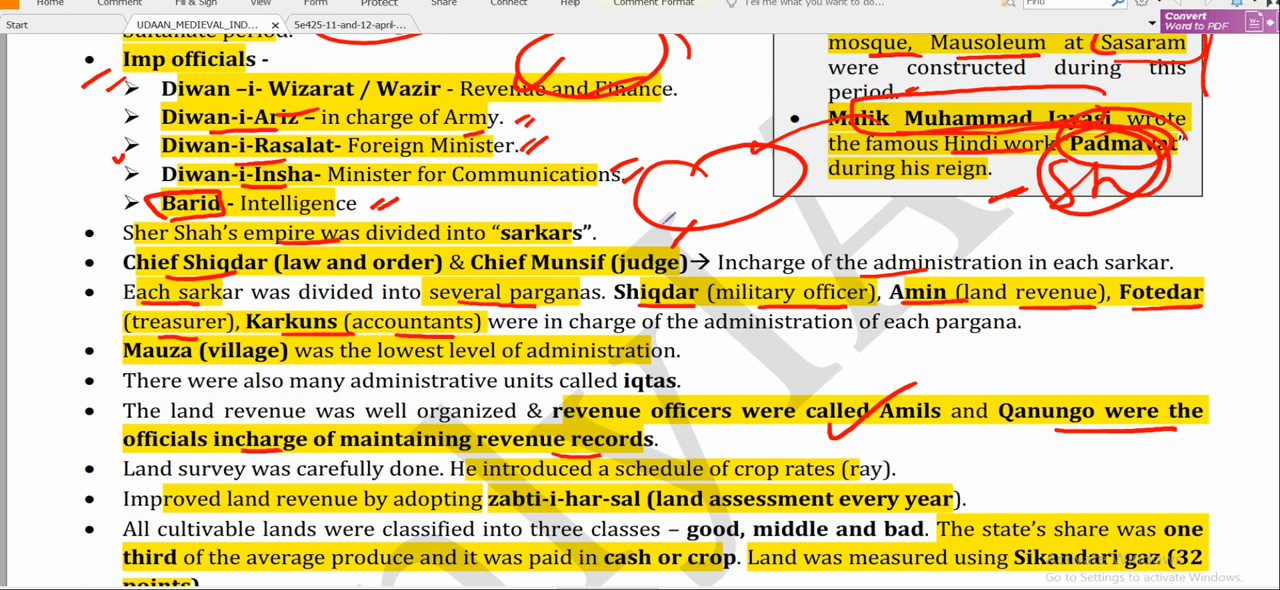 Home
Form
Protect
Share
Connect
Help
Comment Format
Tell me what you want to do...
Find
Start
UDAAN_MEDIEVAL_IND... ×
5e425-11-and-12-april-...
Convert
Word to PDF
Sultanate period.
• Imp officials -
➤ Diwan –i- Wizarat / Wazir - Revenue and Finance.
➤ Diwan-i-Ariz – in charge of Army.
➤ Diwan-i-Rasalat- Foreign Minister.
➤ Diwan-i-Insha- Minister for Communications.
➤ Barid - Intelligence
mosque, Mausoleum at Sasaram
were constructed during this
period.
• Malik Muhammad Jayasi wrote
the famous Hindi work "Padmavat"
during his reign.
Sh
• Sher Shah's empire was divided into "sarkars".
• Chief Shiqdar (law and order) & Chief Munsif (judge)→ Incharge of the administration in each sarkar.
• Each sarkar was divided into several parganas. Shiqdar (military officer), Amin (land revenue), Fotedar
(treasurer), Karkuns (accountants) were in charge of the administration of each pargana.
• Mauza (village) was the lowest level of administration.
• There were also many administrative units called iqtas.
• The land revenue was well organized & revenue officers were called Amils and Qanungo were the
officials incharge of maintaining revenue records.
• Land survey was carefully done. He introduced a schedule of crop rates (ray).
• Improved land revenue by adopting zabti-i-har-sal (land assessment every year).
• All cultivable lands were classified into three classes – good, middle and bad. The state's share was one
third of the average produce and it was paid in cash or crop. Land was measured using Sikandari gaz (32
points)
Go to Settings to activate Windows.